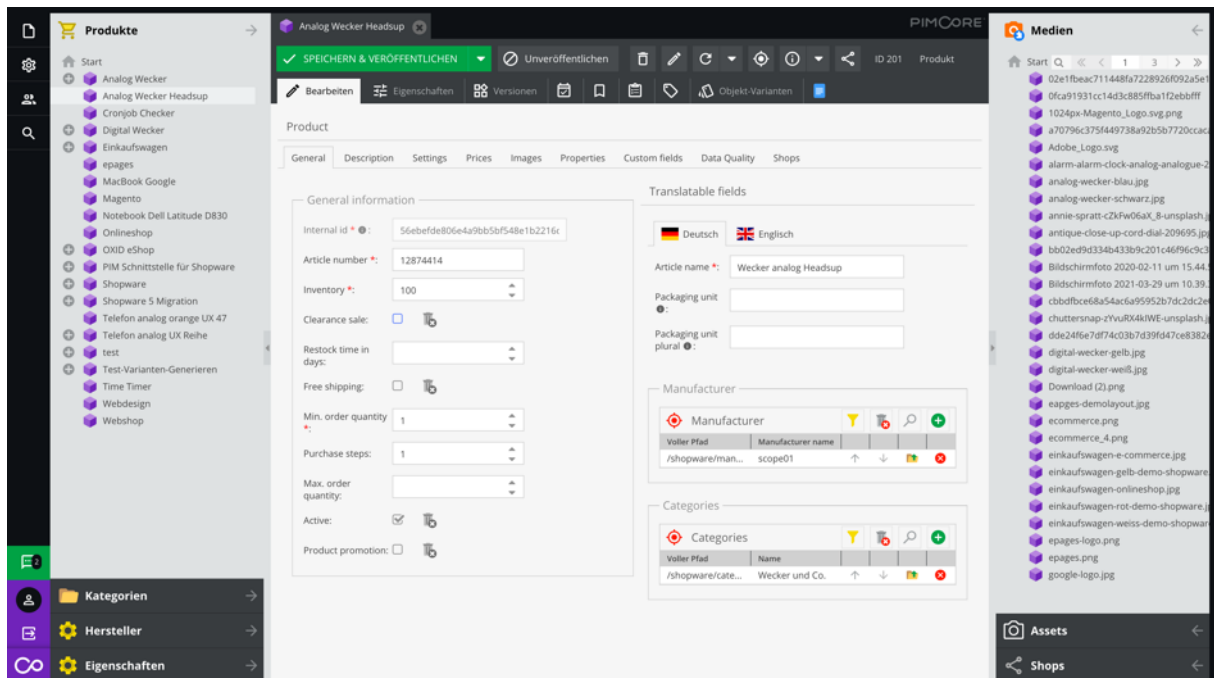 Produkte
Start
Analog Wecker
Analog Wecker Headsup
Cronjob Checker
Digital Wecker
Einkaufswagen
epages
MacBook Google
Magento
Notebook Dell Latitude D830
Onlineshop
OXID eShop
PIM Schnittstelle für Shopware
Shopware
Shopware 5 Migration
Telefon analog orange UX 47
Telefon analog UX Reihe
test
Test-Varianten-Generieren
Time Timer
Webdesign
Webshop
2
Kategorien
Hersteller
Eigenschaften
Analog Wecker Headsup
PIMCORE
SPEICHERN & VERÖFFENTLICHEN
Unveröffentlichen
ID 201
Produkt
Bearbeiten
Eigenschaften
Versionen
Objekt-Varianten
Product
General Description Settings Prices Images Properties Custom fields Data Quality Shops
General information
Internal id *: 56ebefde806e4a9bb5bf548e1b2216c
Article number *: 12874414
Inventory *: 100
Clearance sale:
Restock time in
days:
Free shipping:
Min. order quantity
*: 1
Purchase steps: 1
Max. order
quantity:
Active:
Product promotion:
Translatable fields
Deutsch Englisch
Article name *: Wecker analog Headsup
Packaging unit
:
Packaging unit
plural :
Manufacturer
Manufacturer
Voller Pfad Manufacturer name
/shopware/man... scope01
Categories
Categories
Voller Pfad Name
/shopware/cate... Wecker und Co.
Medien
Start 1 3
02e1fbeac711448fa7228926f092a5e1
0fca91931cc14d3c885ffba1f2ebbfff
1024px-Magento_Logo.svg.png
a70796c375f449738a92b5b7720ccac
Adobe_Logo.svg
alarm-alarm-clock-analog-analogue-2
analog-wecker-blau.jpg
analog-wecker-schwarz.jpg
annie-spratt-cZkFw06aX_8-unsplash.j
antique-close-up-cord-dial-209695.jp
bb02ed9d334b433b9c201c46f96c9c3
Bildschirmfoto 2020-02-11 um 15.44.
Bildschirmfoto 2021-03-29 um 10.39.
cbbdfbce68a54ac6a95952b7dc2dc2e
chuttersnap-zYvuRX4kIWE-unsplash.j
dde24f6e7df74c03b7d39fd47ce8382
digital-wecker-gelb.jpg
digital-wecker-weiß.jpg
Download (2).png
eapges-demolayout.jpg
ecommerce.png
ecommerce_4.png
einkaufswagen-e-commerce.jpg
einkaufswagen-gelb-demo-shopware.
einkaufswagen-onlineshop.jpg
einkaufswagen-rot-demo-shopware.j
einkaufswagen-weiss-demo-shopwar
epages-logo.png
epages.png
google-logo.jpg
Assets
Shops